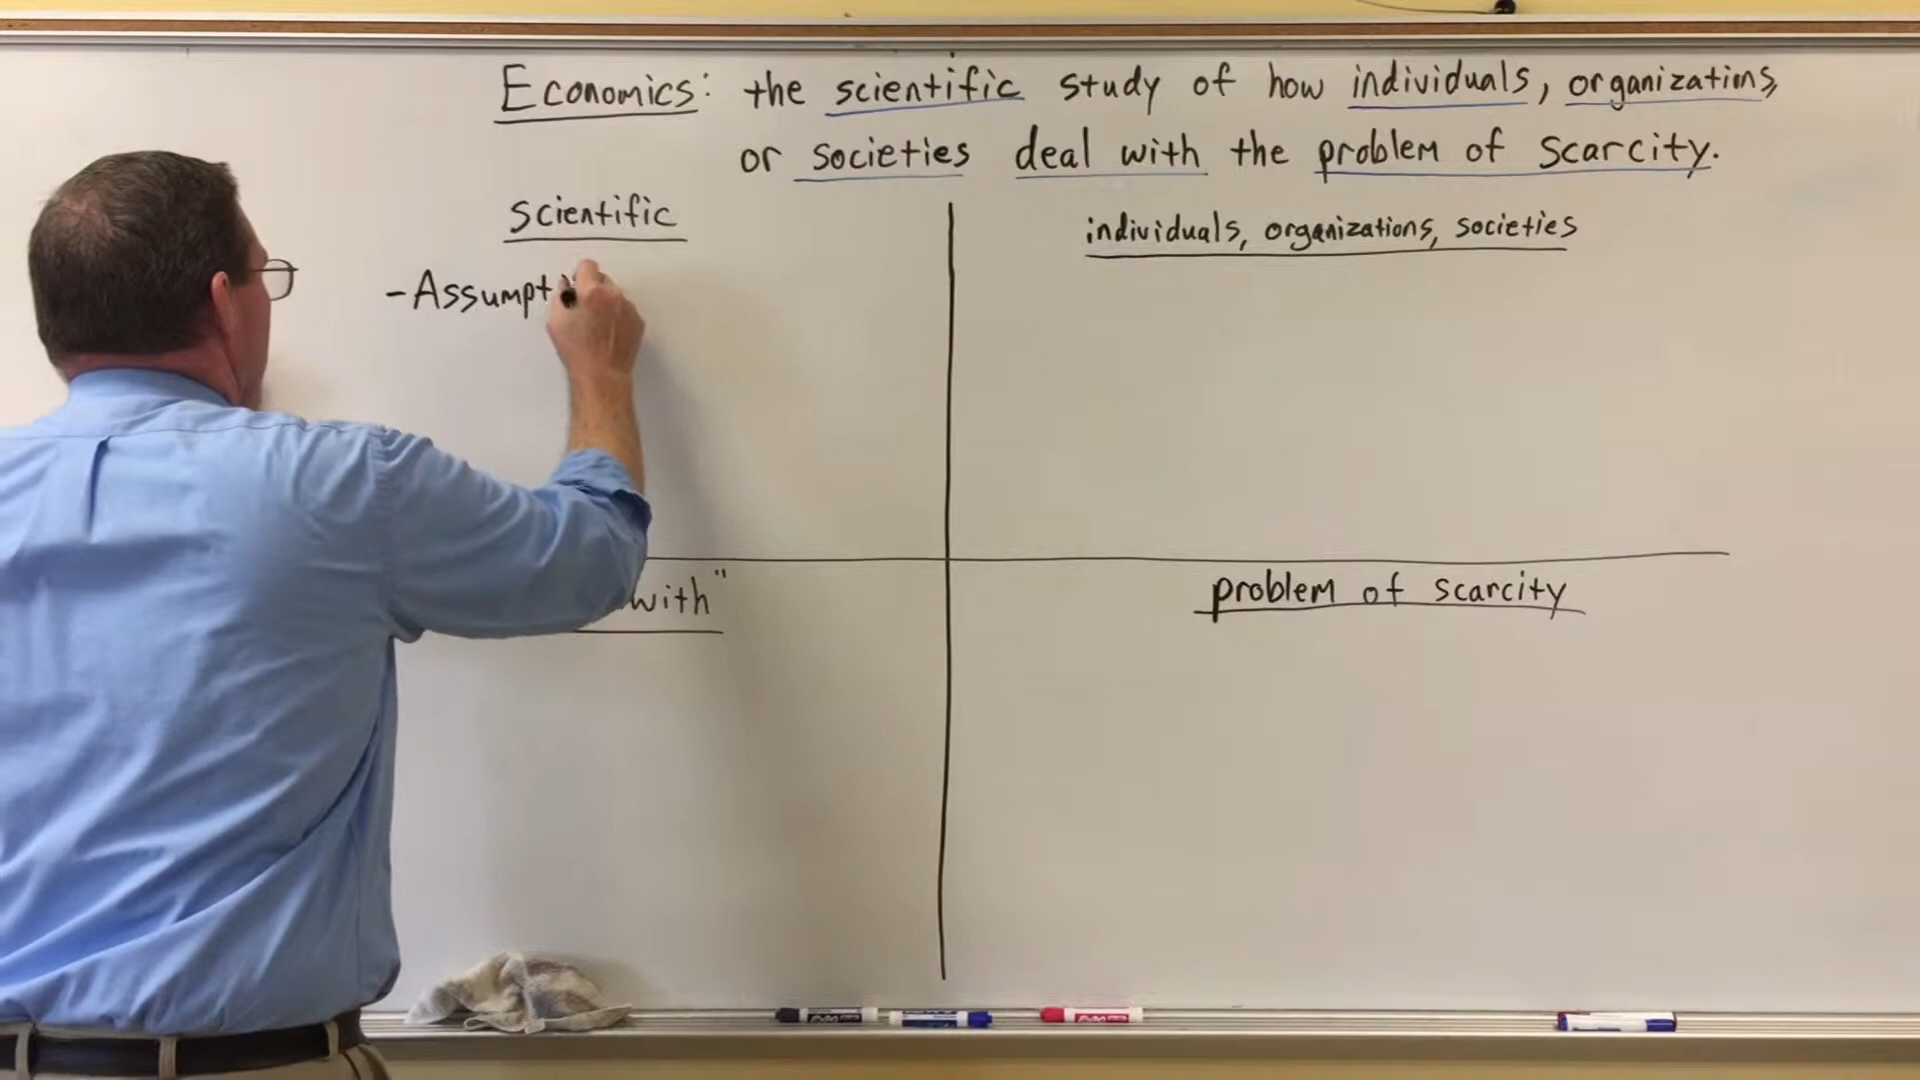 Economics: the scientific study of how individuals, organizations,
or societies deal with the problem of scarcity.
scientific
-Assumpt
individuals, organizations, societies
with"
problem of scarcity